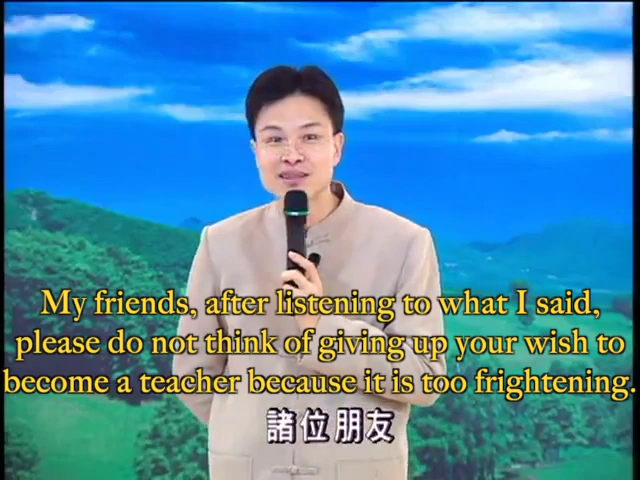 My friends, after listening to what I said,
please do not think of giving up your wish to
become a teacher because it is too frightening.
諸位朋友